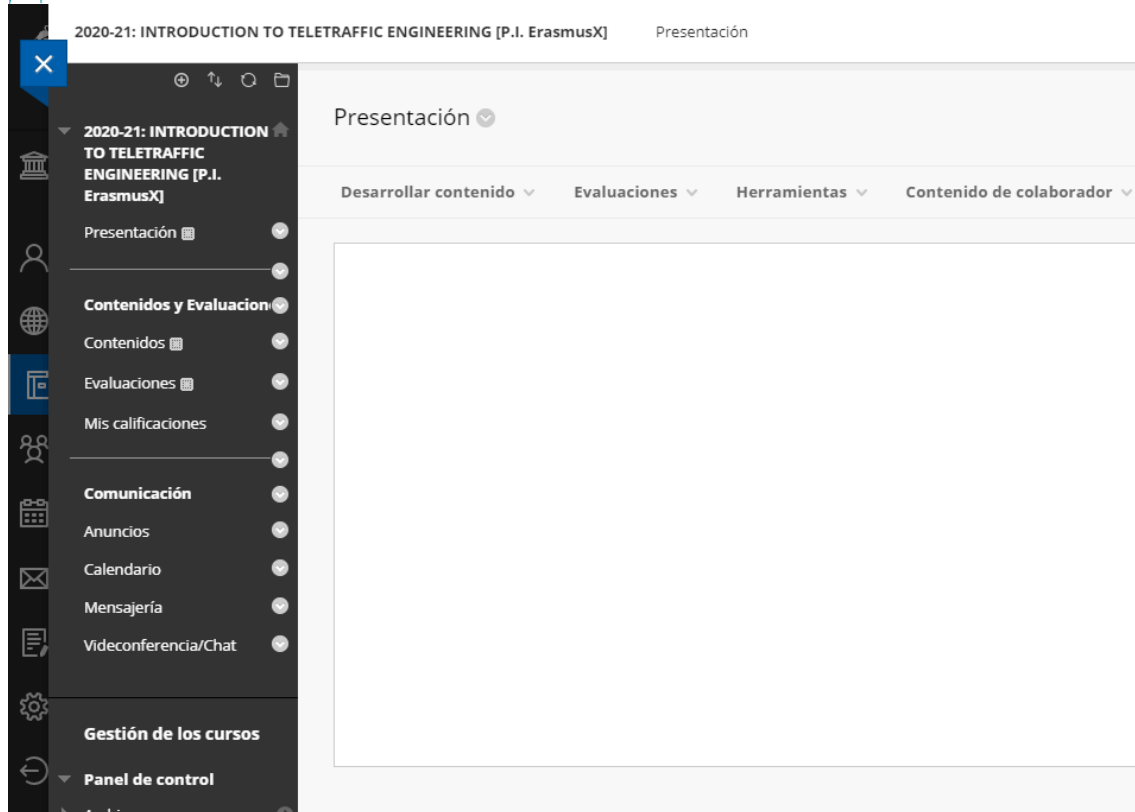 2020-21: INTRODUCTION TO TELETRAFFIC ENGINEERING [P.I. ErasmusX] Presentación
2020-21: INTRODUCTION
TO TELETRAFFIC
ENGINEERING [P.I.
ErasmusX]
Presentación
Contenidos y Evaluacion
Contenidos
Evaluaciones
Mis calificaciones
Comunicación
Anuncios
Calendario
Mensajería
Videconferencia/Chat
Gestión de los cursos
Panel de control
Presentación
Desarrollar contenido Evaluaciones Herramientas Contenido de colaborador